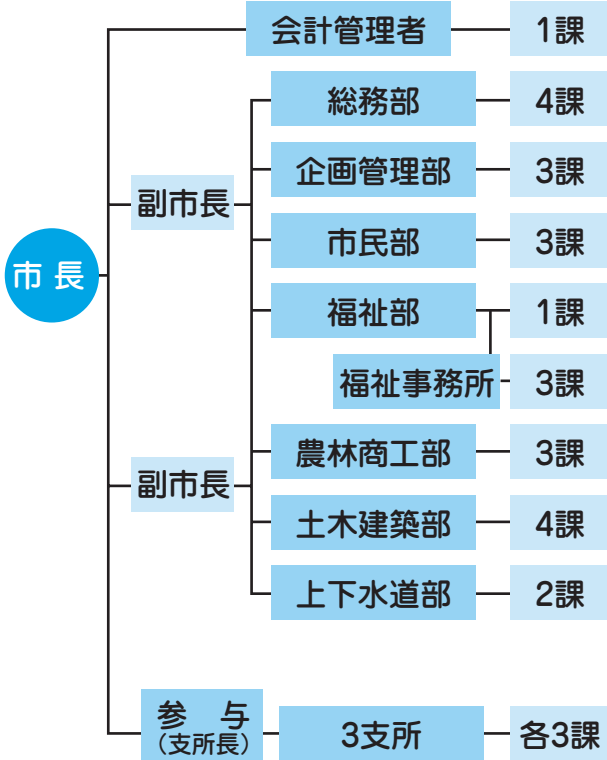 会計管理者 1課
総務部 4課
企画管理部 3課
副市長
市民部 3課
市長
福祉部 1課
福祉事務所 3課
農林商工部 3課
副市長
土木建築部 4課
上下水道部 2課
参与
(支所長)
3支所 各3課